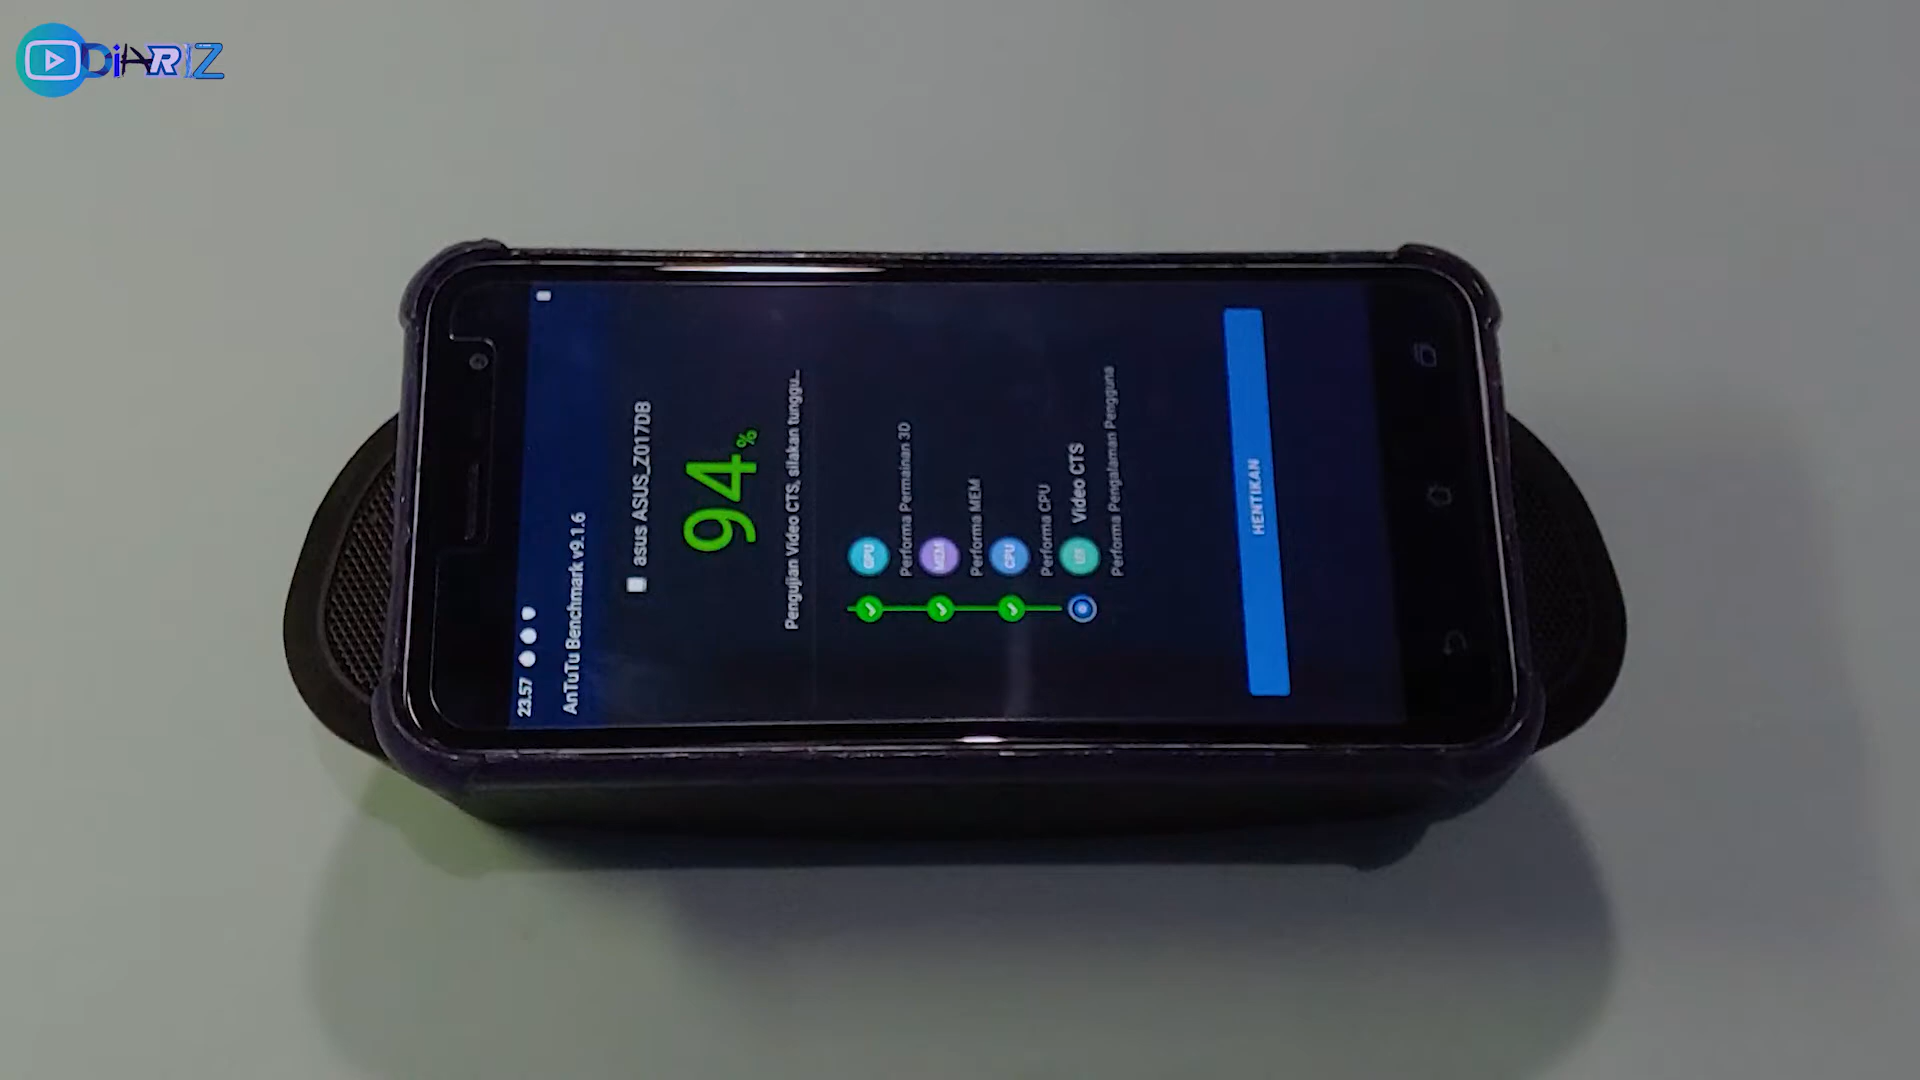 DiARIZ
23.57
AnTuTu Benchmark v9.1.6
asus ASUS_Z017DB
94%
Pengujian Video CTS, silakan tunggu..
GPU
Performa Permainan 3D
MEM
Performa MEM
CPU
Performa CPU
UX
Video CTS
Performa Pengalaman Pengguna
HENTIKAN